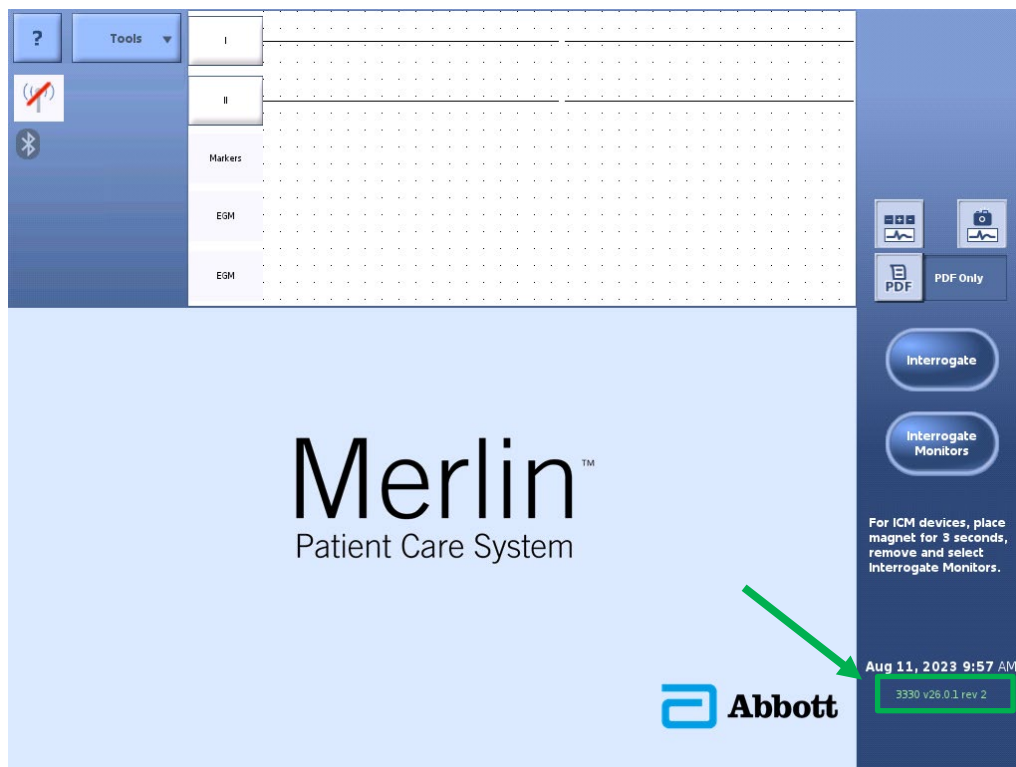 ?
Tools
I
II
Markers
EGM
EGM
PDF
PDF Only
Interrogate
Interrogate
Monitors
For ICM devices, place
magnet for 3 seconds,
remove and select
Interrogate Monitors.
Merlin™
Patient Care System
Abbott
Aug 11, 2023 9:57 AM
3330 v26.0.1 rev 2